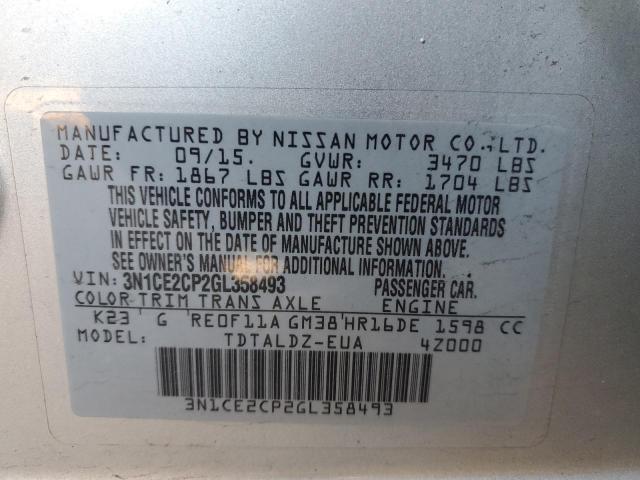 MANUFACTURED BY NISSAN MOTOR CO., LTD.
DATE: 09/15. GVWR: 3470 LBS
GAWR FR: 1867 LBS GAWR RR: 1704 LBS
THIS VEHICLE CONFORMS TO ALL APPLICABLE FEDERAL MOTOR
VEHICLE SAFETY, BUMPER AND THEFT PREVENTION STANDARDS
IN EFFECT ON THE DATE OF MANUFACTURE SHOWN ABOVE.
SEE OWNER'S MANUAL FOR ADDITIONAL INFORMATION.
VIN: 3N1CE2CP2GL358493 PASSENGER CAR.
COLOR TRIM TRANS AXLE ENGINE
K23 G RE0F11A GM38 HR16DE 1598 CC
MODEL: TDTALDZ-EUA 4Z000
3N1CE2CP2GL358493